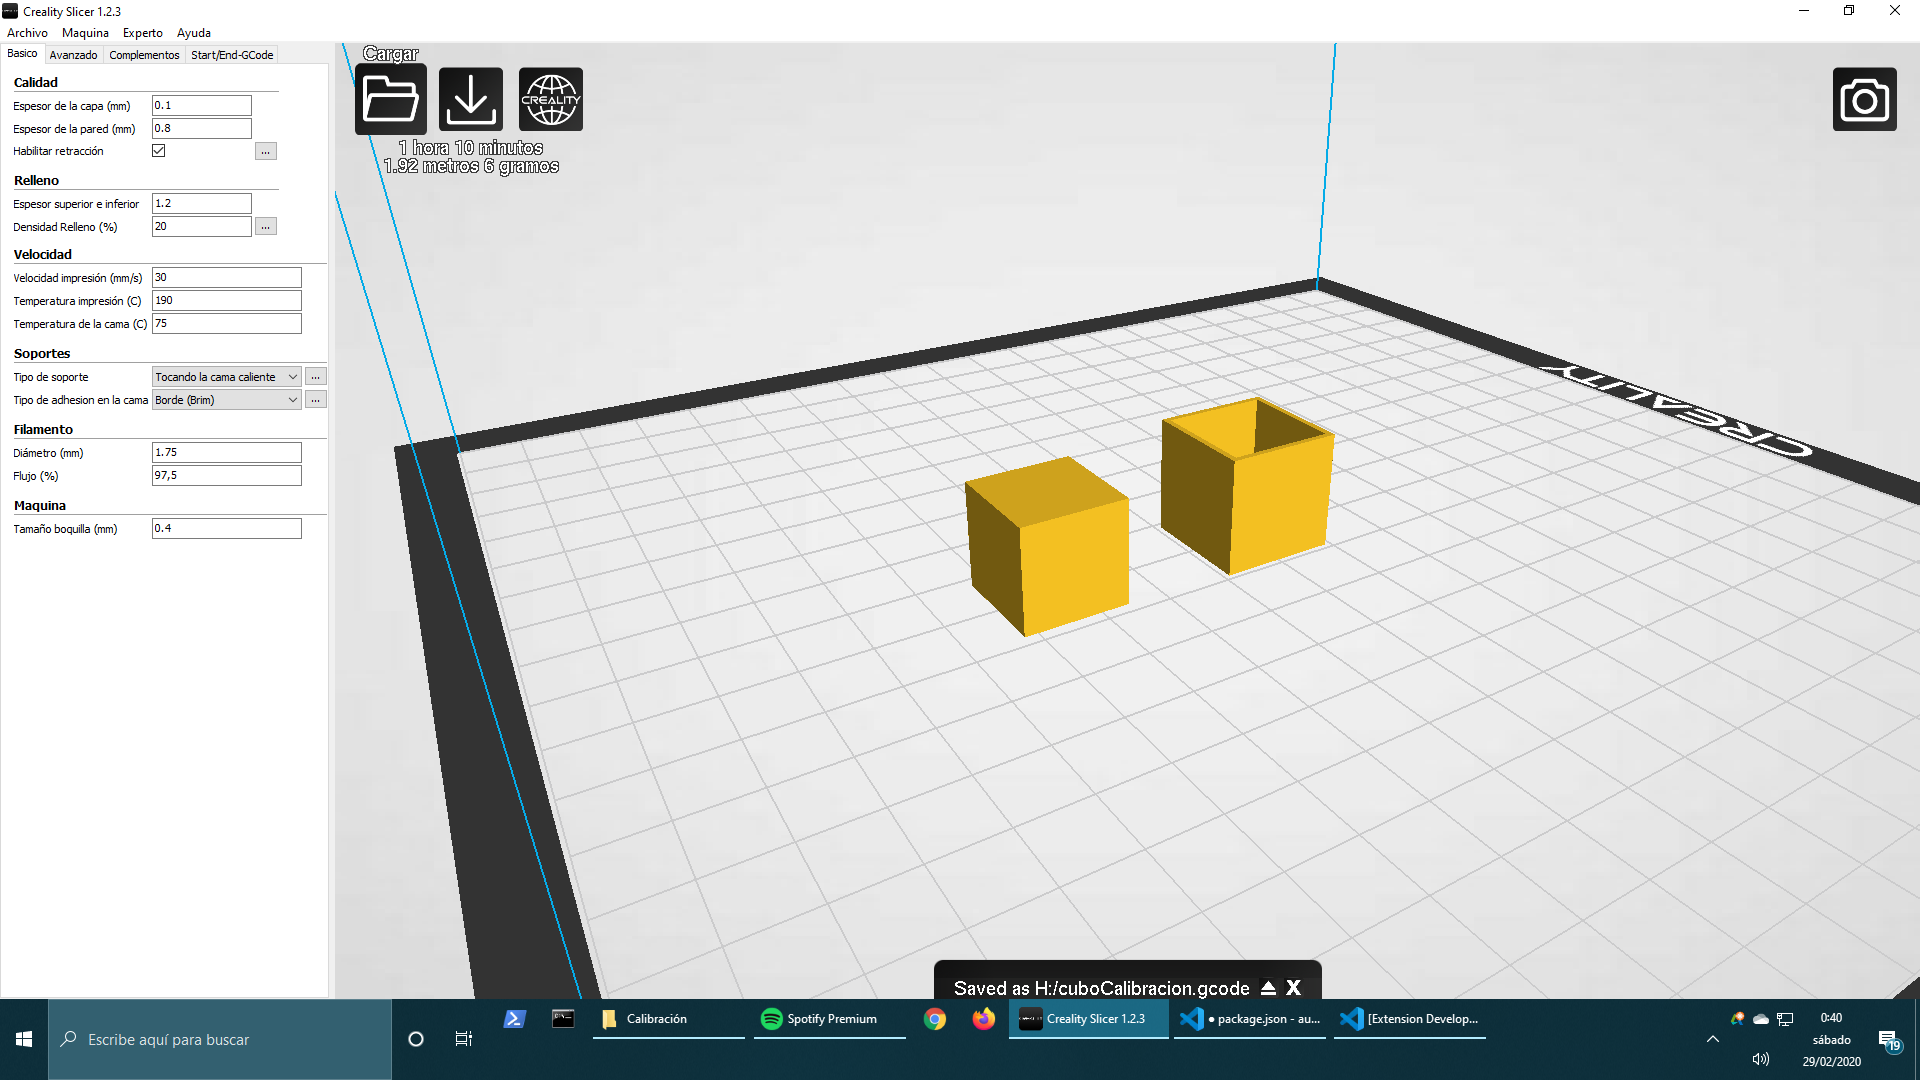 Creality Slicer 1.2.3
Archivo Maquina Experto Ayuda
Basico Avanzado Complementos Start/End-GCode
Calidad
Espesor de la capa (mm) 0.1
Espesor de la pared (mm) 0.8
Habilitar retracción ...
Relleno
Espesor superior e inferior 1.2
Densidad Relleno (%) 20 ...
Velocidad
Velocidad impresión (mm/s) 30
Temperatura impresión (C) 190
Temperatura de la cama (C) 75
Soportes
Tipo de soporte Tocando la cama caliente ...
Tipo de adhesion en la cama Borde (Brim) ...
Filamento
Diámetro (mm) 1.75
Flujo (%) 97,5
Maquina
Tamaño boquilla (mm) 0.4
Cargar
CREALITY
1 hora 10 minutos
1.92 metros 6 gramos
CREALITY
Saved as H:/cuboCalibracion.gcode X
Escribe aquí para buscar
Calibración
Spotify Premium
Creality Slicer 1.2.3
● package.json - au...
[Extension Develop...
0:40
sábado
29/02/2020
19